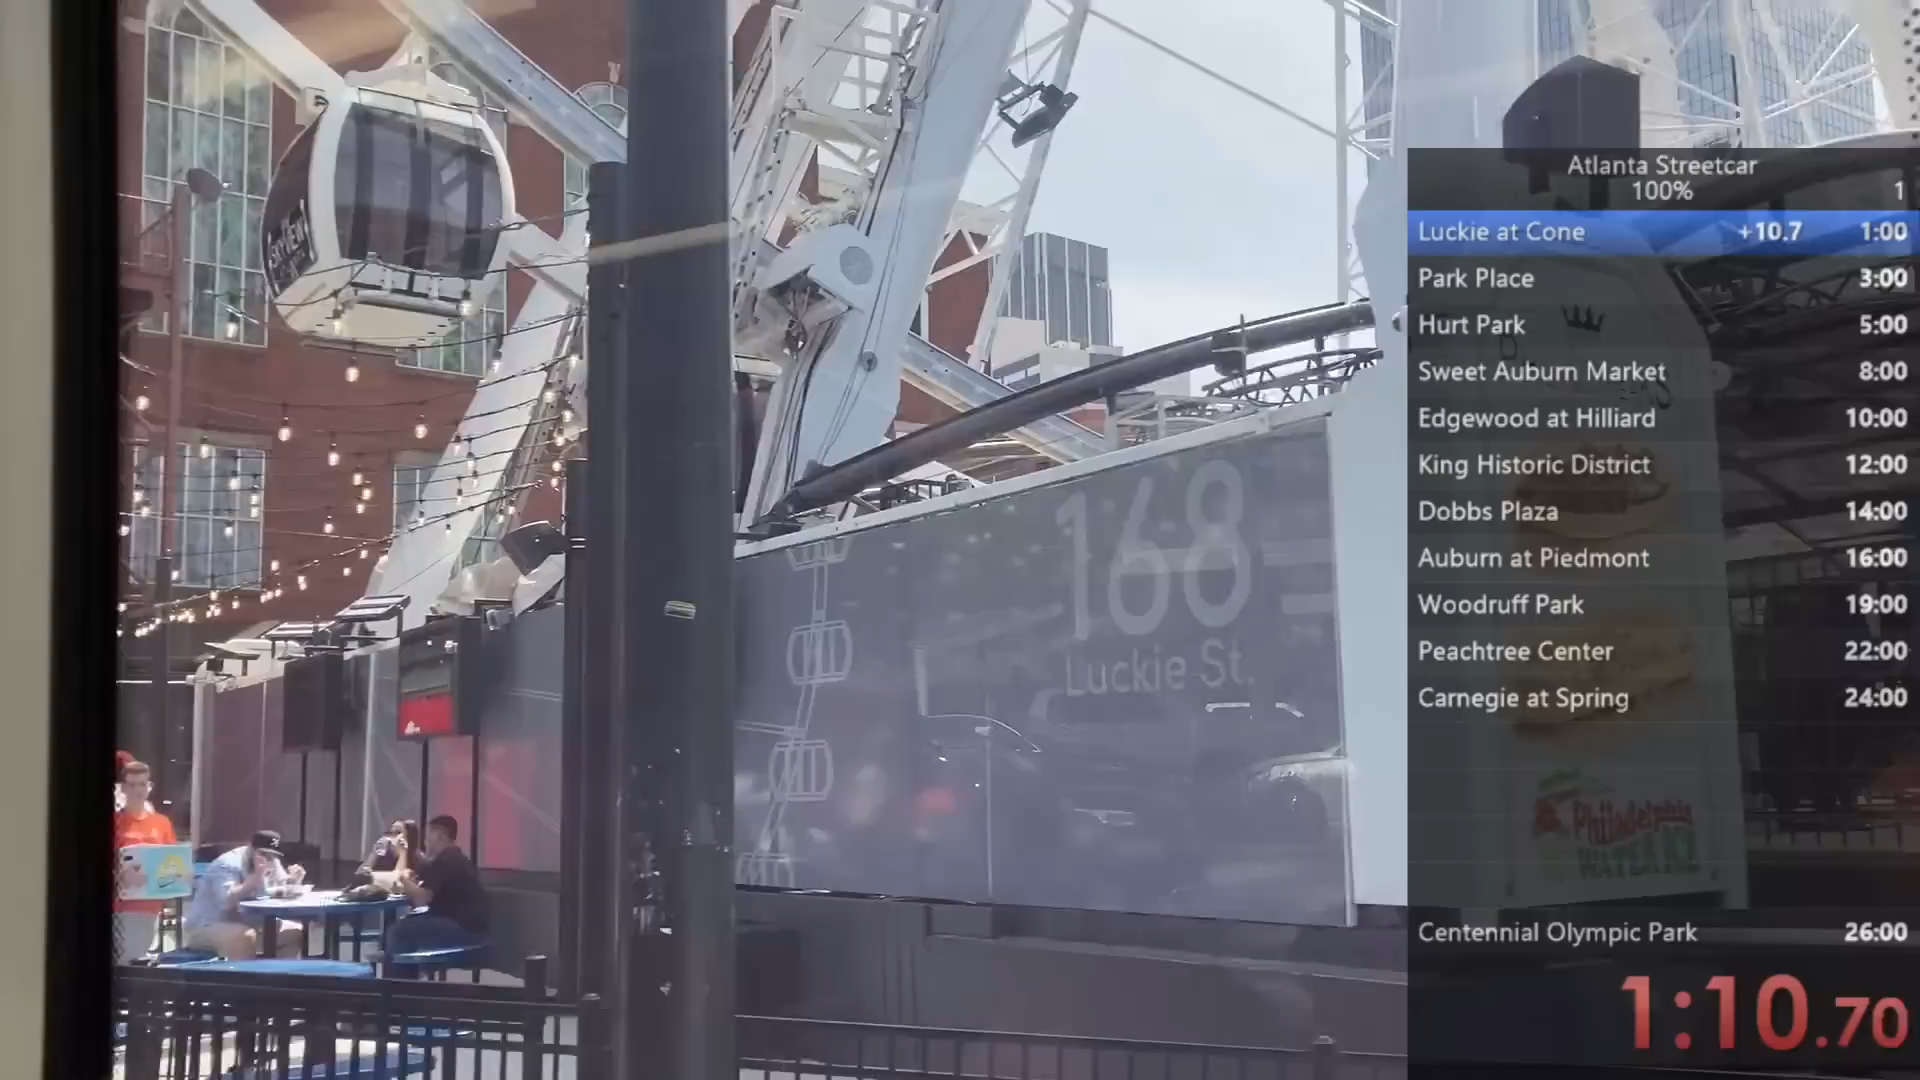 SKYVIEW
168
Luckie St.
Atlanta Streetcar
100% 1
Luckie at Cone +10.7 1:00
Park Place 3:00
Hurt Park 5:00
Sweet Auburn Market 8:00
Edgewood at Hilliard 10:00
King Historic District 12:00
Dobbs Plaza 14:00
Auburn at Piedmont 16:00
Woodruff Park 19:00
Peachtree Center 22:00
Carnegie at Spring 24:00
Philadelphia
WATER ICE
Centennial Olympic Park 26:00
1:10.70